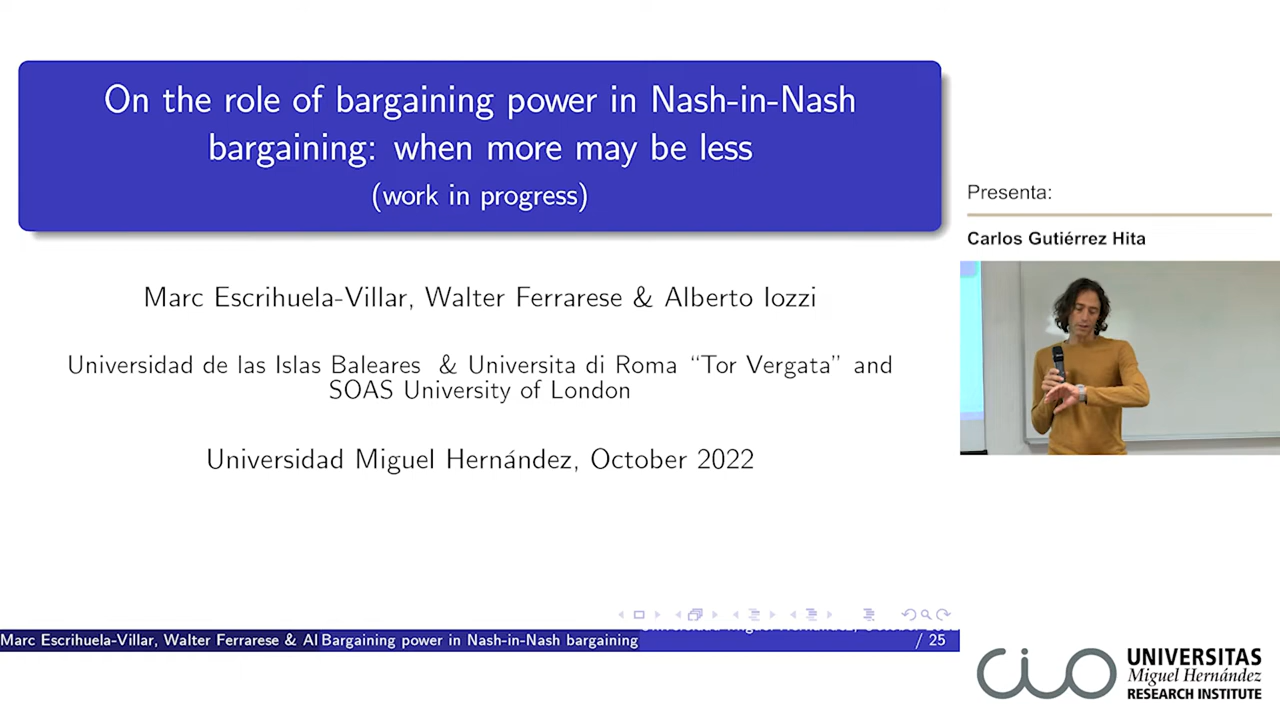 On the role of bargaining power in Nash-in-Nash
bargaining: when more may be less
(work in progress)
Marc Escrihuela-Villar, Walter Ferrarese & Alberto Iozzi
Universidad de las Islas Baleares & Universita di Roma “Tor Vergata” and
SOAS University of London
Universidad Miguel Hernández, October 2022
Marc Escrihuela-Villar, Walter Ferrarese & Al Bargaining power in Nash-in-Nash bargaining
/ 25
Presenta:
Carlos Gutiérrez Hita
CIO
UNIVERSITAS
Miguel Hernández
RESEARCH INSTITUTE